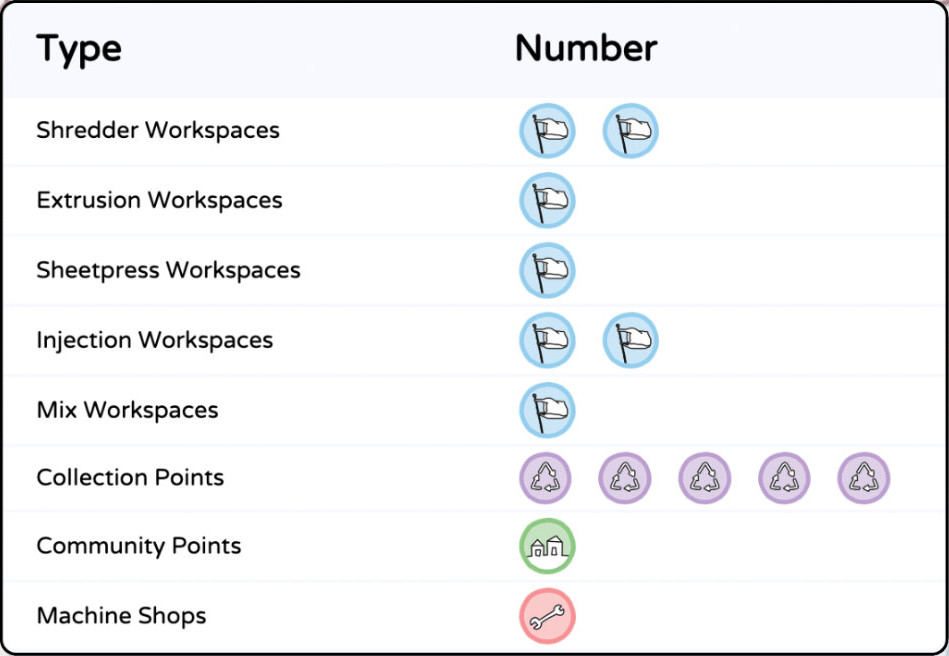 Type Number
Shredder Workspaces
Extrusion Workspaces
Sheetpress Workspaces
Injection Workspaces
Mix Workspaces
Collection Points
Community Points
Machine Shops